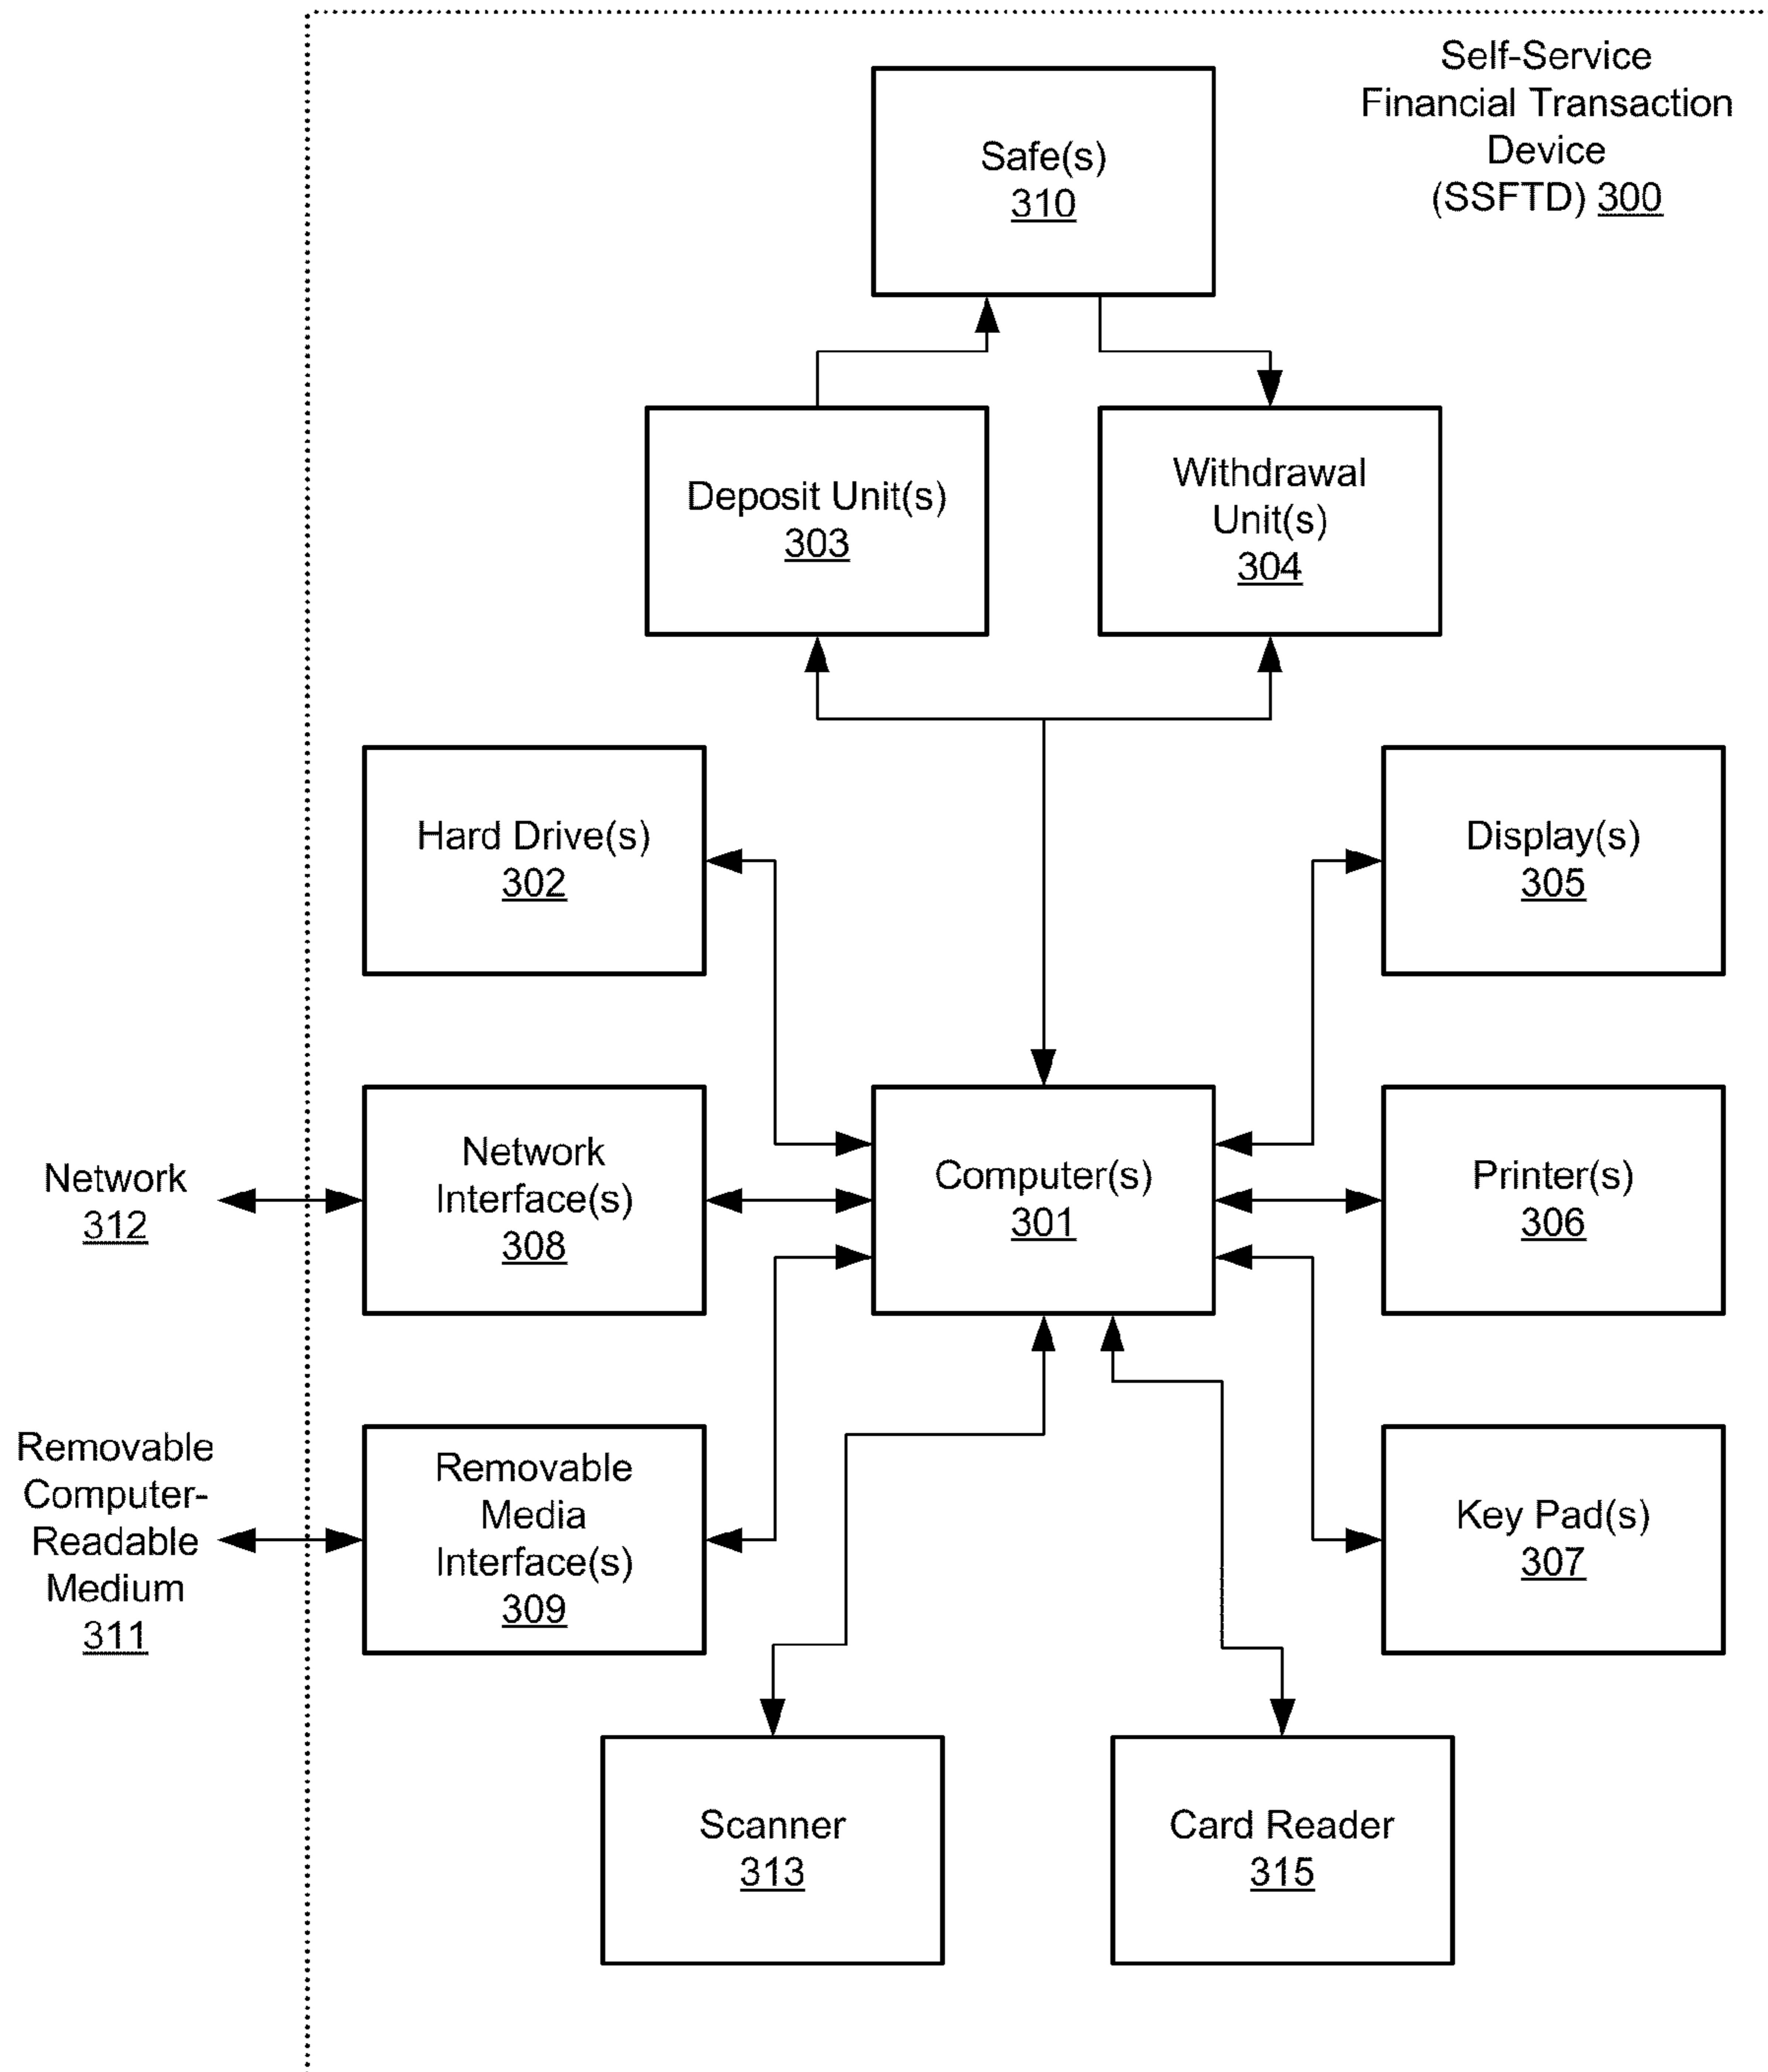 Self-Service
Financial Transaction
Device
(SSFTD) 300
Safe(s)
310
Deposit Unit(s)
303
Withdrawal
Unit(s)
304
Hard Drive(s)
302
Display(s)
305
Network
312
Network
Interface(s)
308
Computer(s)
301
Printer(s)
306
Removable
Computer-
Readable
Medium
311
Removable
Media
Interface(s)
309
Key Pad(s)
307
Scanner
313
Card Reader
315